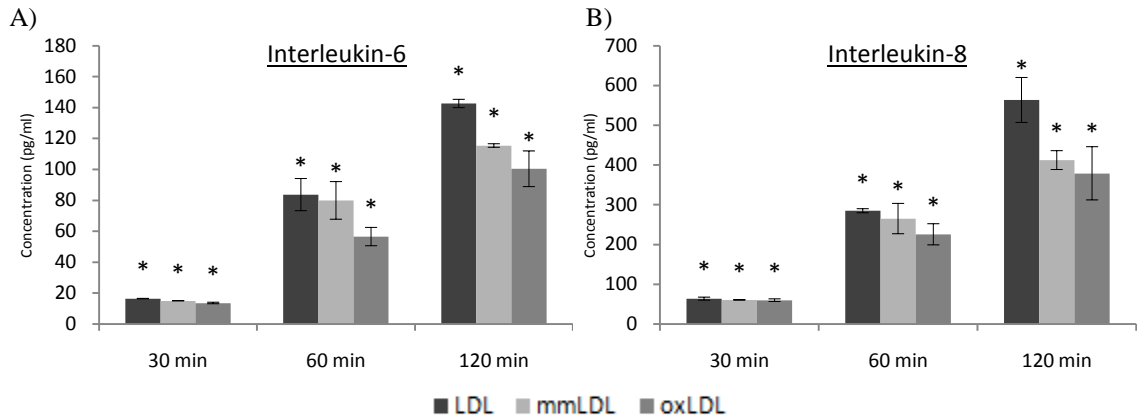 A)
Interleukin-6
Concentration (pg/ml)
180
160
140
120
100
80
60
40
20
0
* * *
* * *
* * *
30 min 60 min 120 min
B)
Interleukin-8
Concentration (pg/ml)
700
600
500
400
300
200
100
0
* * *
* * *
* * *
30 min 60 min 120 min
LDL mmLDL oxLDL